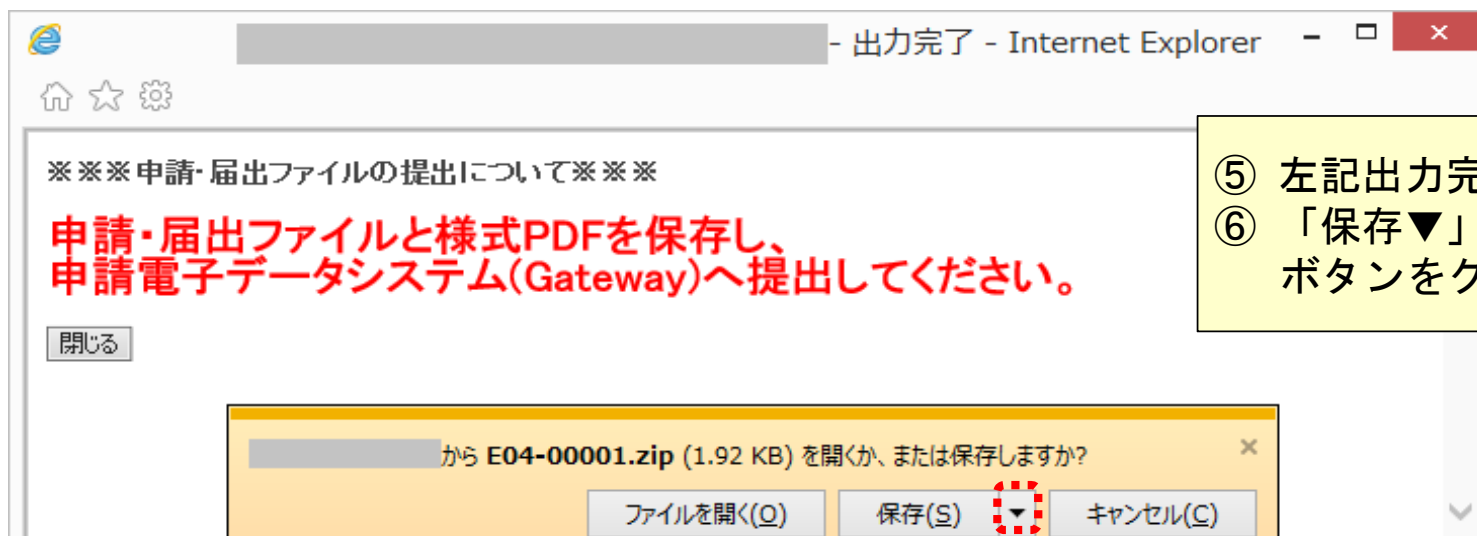 - 出力完了 - Internet Explorer
※※※申請・届出ファイルの提出について※※※
申請・届出ファイルと様式PDFを保存し、
申請電子データシステム(Gateway)へ提出してください。
閉じる
⑤ 左記出力完
⑥ 「保存▼」
ボタンをク
から E04-00001.zip (1.92 KB) を開くか、または保存しますか?
ファイルを開く(O) 保存(S) ▼ キャンセル(C)